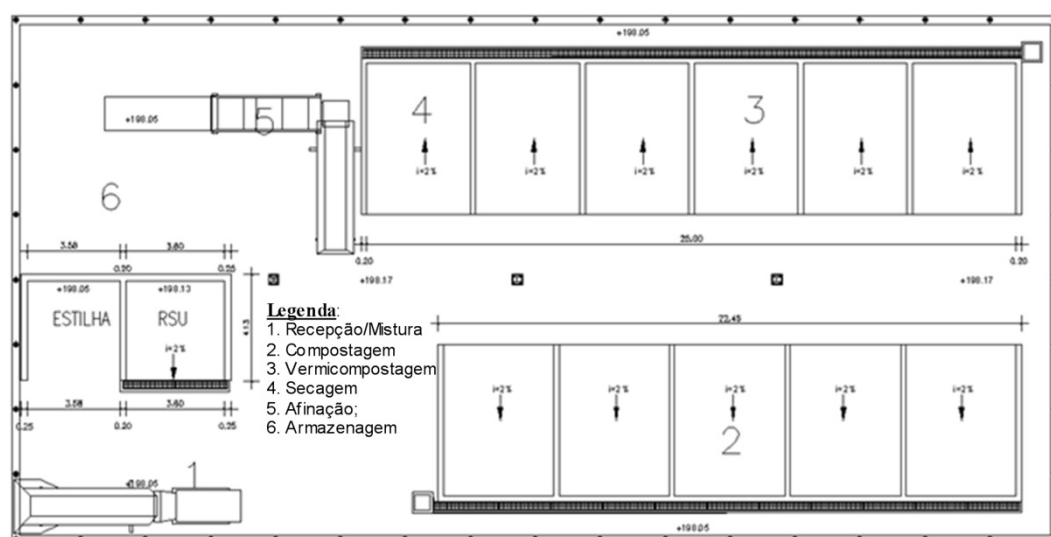 +198.05
4
3
5
+198.05
i=2% i=2% i=2% i=2% i=2% i=2%
6
3.58 3.60
25.00
0.20 0.25 0.20 0.20
+198.17 +198.17
+198.05 +198.13
ESTILHA RSU
4.13
i=2%
Legenda:
1. Recepção/Mistura
2. Compostagem
3. Vermicompostagem
4. Secagem
5. Afinação;
6. Armazenagem
22.45
3.58 3.60
0.25 0.20 0.25
i=2% i=2% i=2% i=2% i=2%
2
1
+198.05
+198.05